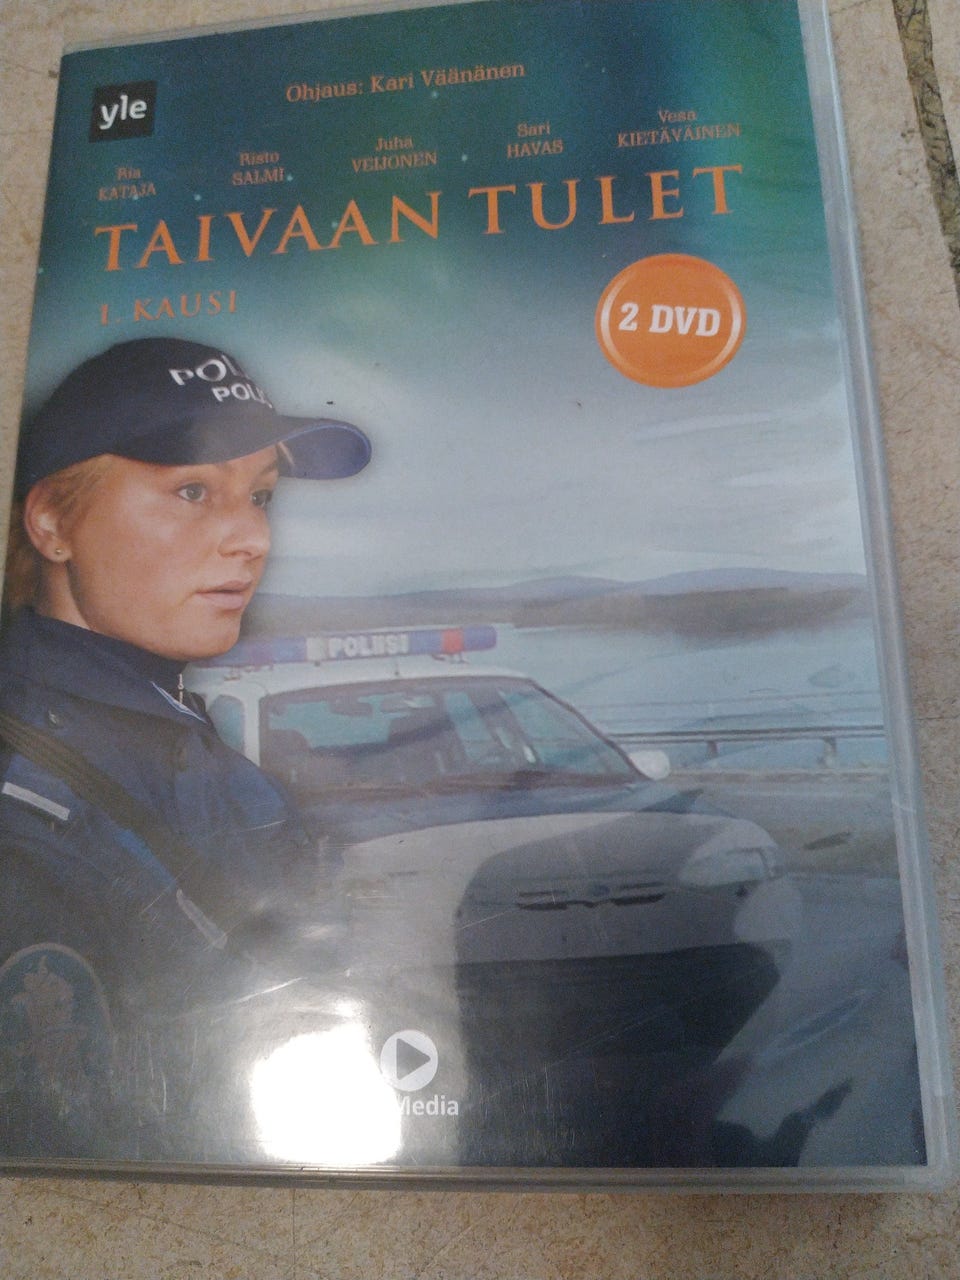 yle
Ohjaus: Kari Väänänen
Ria
KATAJA
Risto
SALMI
Juha
VEIJONEN
Sari
HAVAS
Vesa
KIETÄVÄINEN
TAIVAAN TULET
1. KAUSI
2 DVD
POLIISI
Media